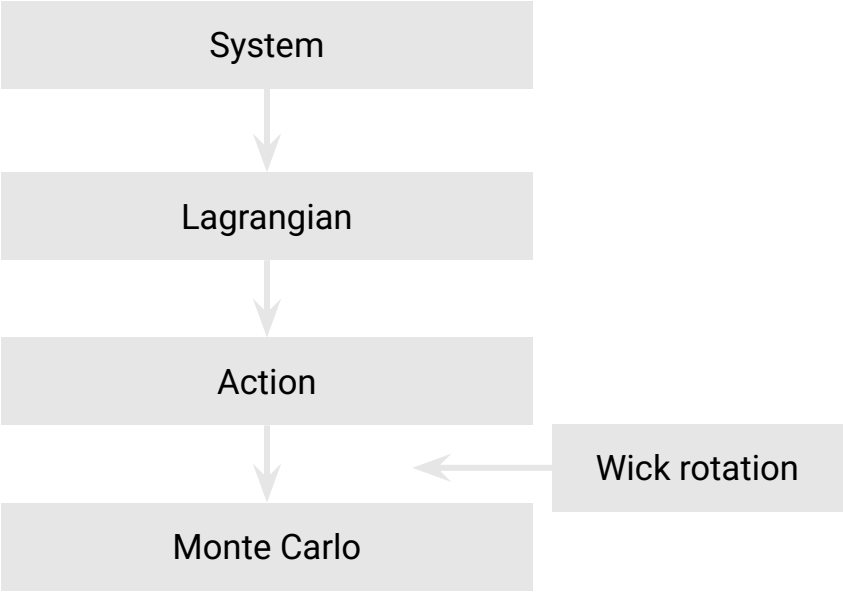 System
Lagrangian
Action
Wick rotation
Monte Carlo